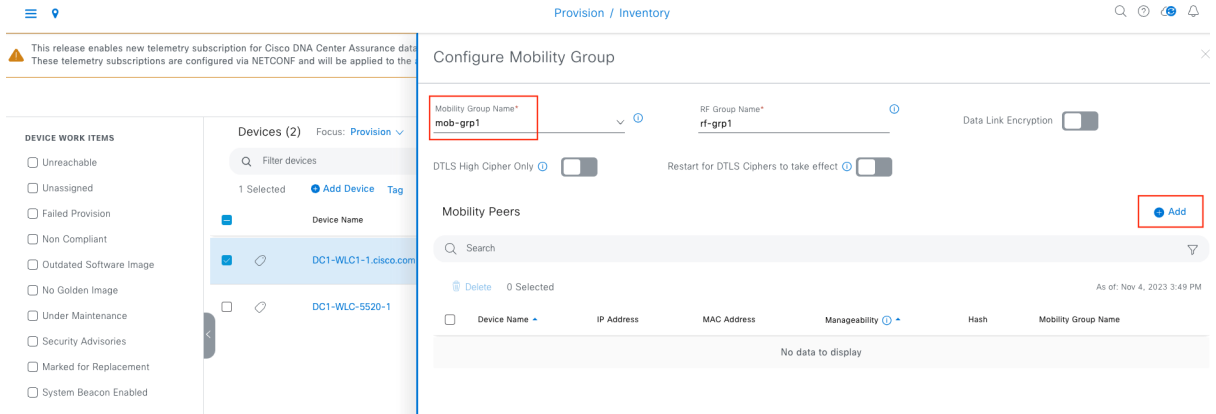 Provision / Inventory
This release enables new telemetry subscription for Cisco DNA Center Assurance data
These telemetry subscriptions are configured via NETCONF and will be applied to the
DEVICE WORK ITEMS
Unreachable
Unassigned
Failed Provision
Non Compliant
Outdated Software Image
No Golden Image
Under Maintenance
Security Advisories
Marked for Replacement
System Beacon Enabled
Devices (2) Focus: Provision
Filter devices
1 Selected Add Device Tag
Device Name
DC1-WLC1-1.cisco.com
DC1-WLC-5520-1
Configure Mobility Group
Mobility Group Name*
mob-grp1
RF Group Name*
rf-grp1
Data Link Encryption
DTLS High Cipher Only
Restart for DTLS Ciphers to take effect
Mobility Peers
Add
Search
Delete 0 Selected
As of: Nov 4, 2023 3:49 PM
Device Name IP Address MAC Address Manageability Hash Mobility Group Name
No data to display